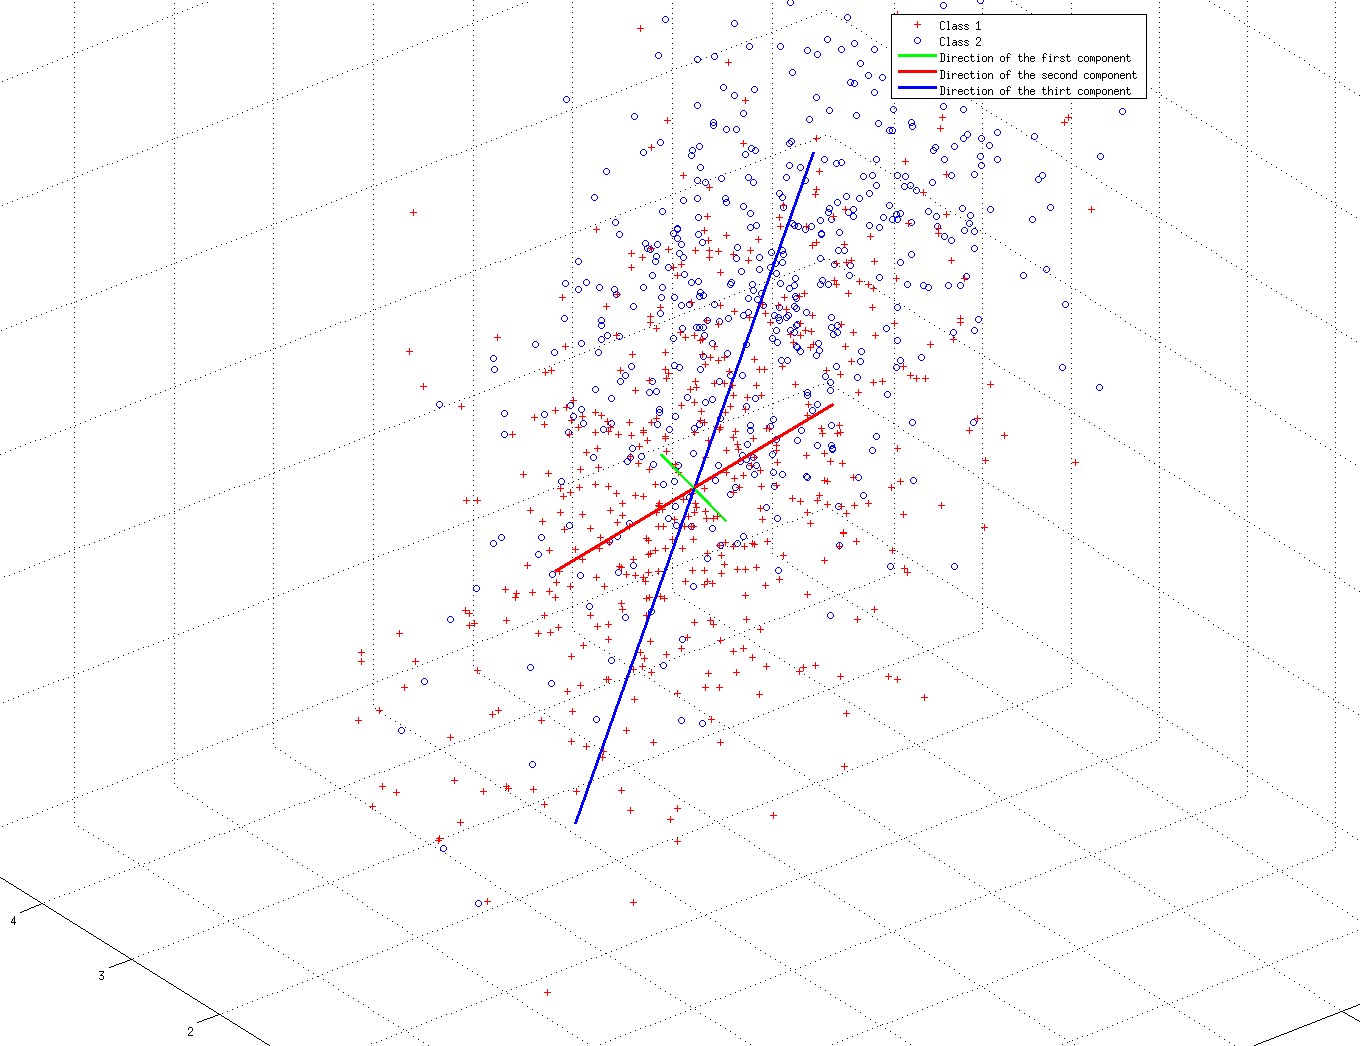 Class 1
Class 2
Direction of the first component
Direction of the second component
Direction of the thirt component
4
3
2